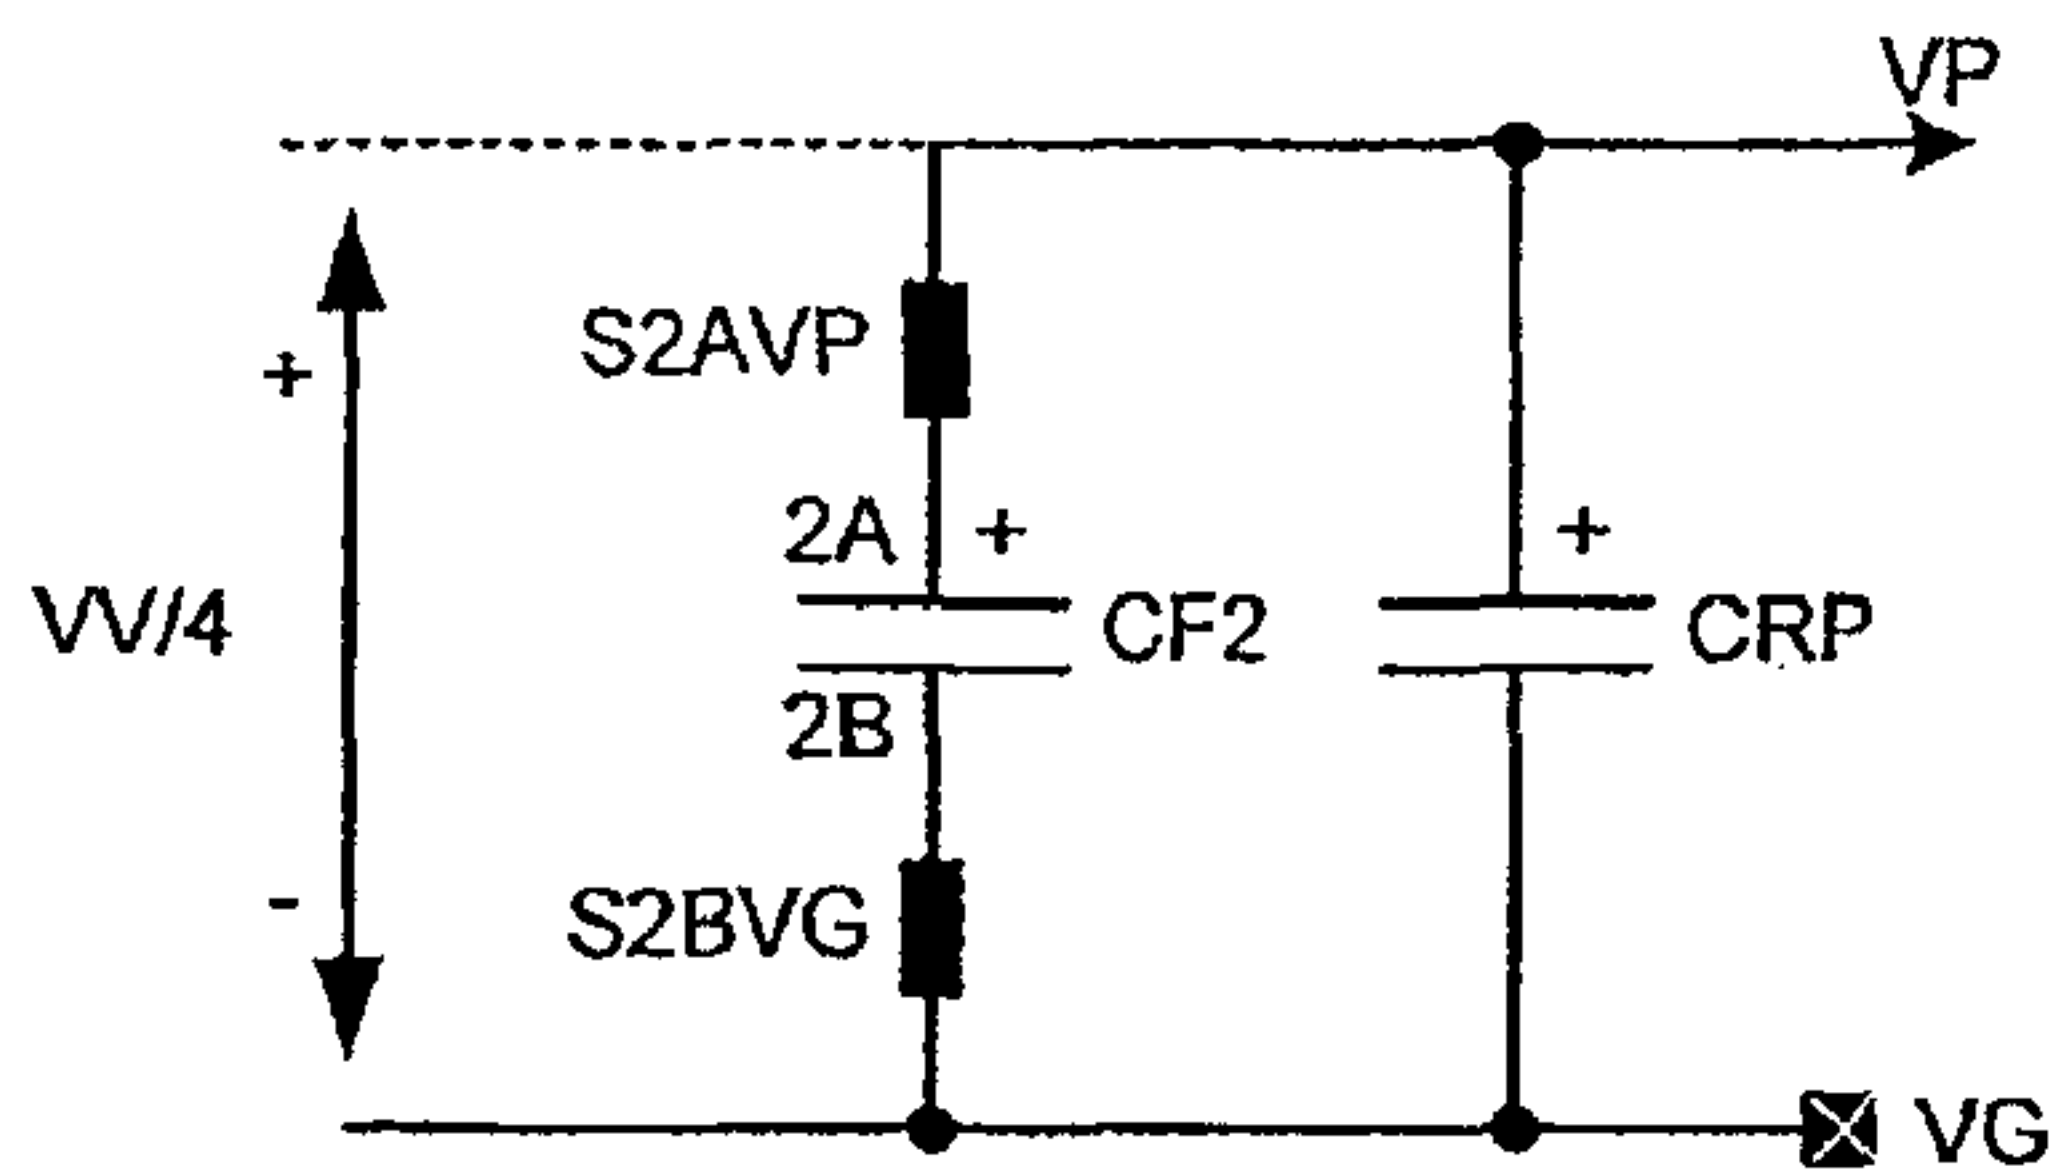 VP
S2AVP
+
2A +
+
VV/4
CF2
CRP
2B
-
S2BVG
VG